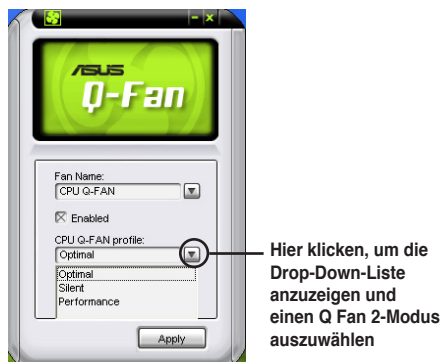 ASUS
Q-Fan
Fan Name:
CPU Q-FAN
Enabled
CPU Q-FAN profile:
Optimal
Optimal
Silent
Performance
Apply
Hier klicken, um die
Drop-Down-Liste
anzuzeigen und
einen Q Fan 2-Modus
auszuwählen